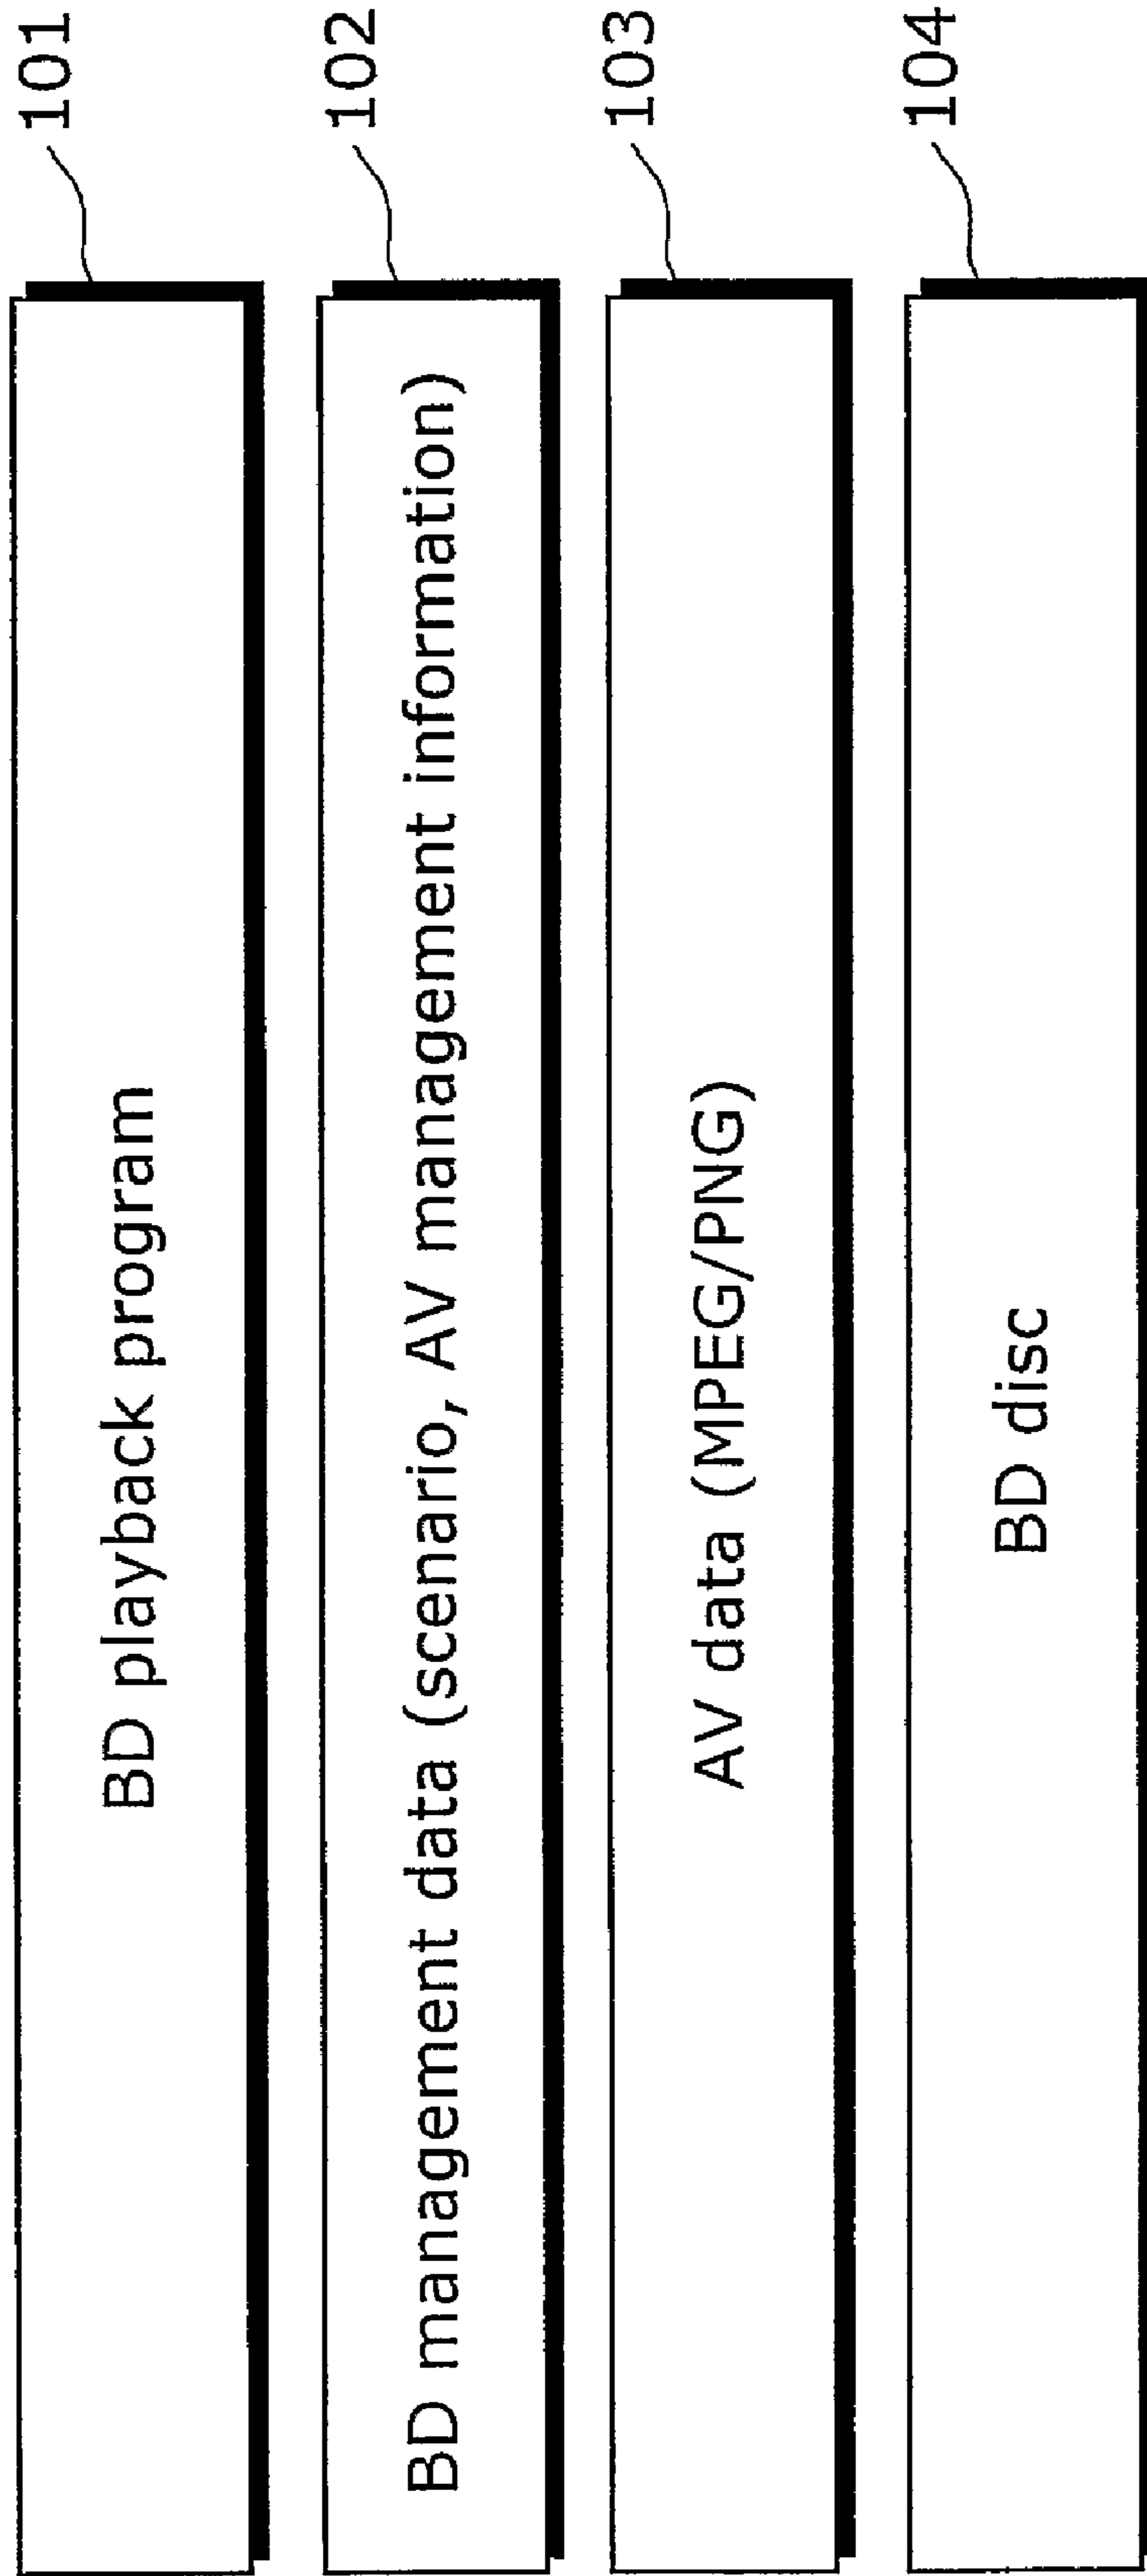 BD playback program
101
BD management data (scenario, AV management information)
102
AV data (MPEG/PNG)
103
BD disc
104